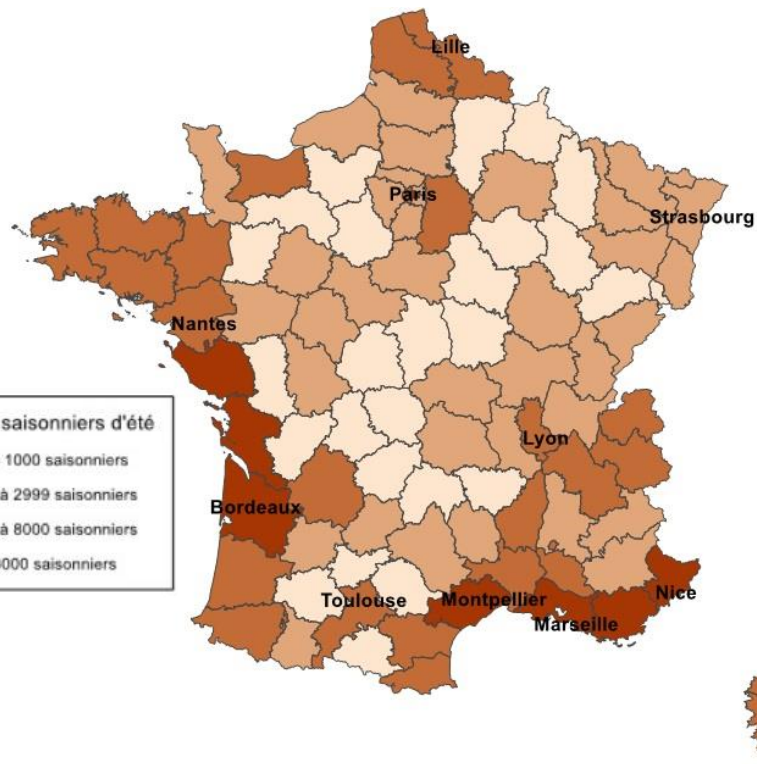 Lille
Paris
Strasbourg
Nantes
saisonniers d'été
1000 saisonniers
à 2999 saisonniers
à 8000 saisonniers
000 saisonniers
Lyon
Bordeaux
Toulouse
Montpellier
Nice
Marseille